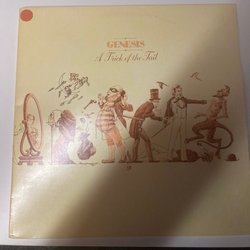 GENESIS
A Trick of the Tail